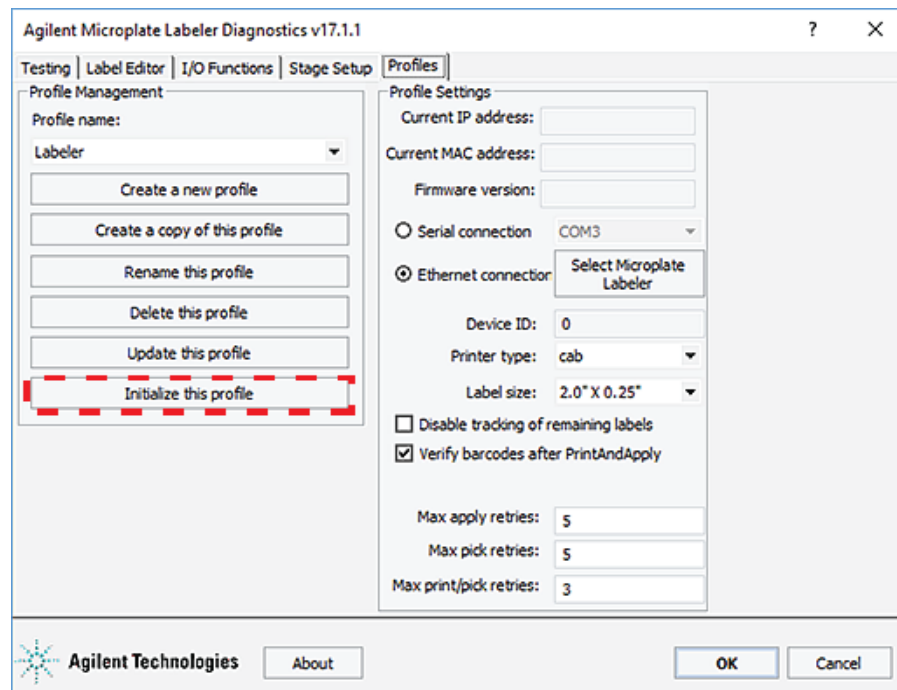 Agilent Microplate Labeler Diagnostics v17.1.1
Testing
Label Editor
I/O Functions
Stage Setup
Profiles
Profile Management
Profile name:
Labeler
Create a new profile
Create a copy of this profile
Rename this profile
Delete this profile
Update this profile
Initialize this profile
Profile Settings
Current IP address:
Current MAC address:
Firmware version:
Serial connection
COM3
Ethernet connection
Select Microplate
Labeler
Device ID:
0
Printer type:
cab
Label size:
2.0" X 0.25"
Disable tracking of remaining labels
Verify barcodes after PrintAndApply
Max apply retries:
5
Max pick retries:
5
Max print/pick retries:
3
Agilent Technologies
About
OK
Cancel